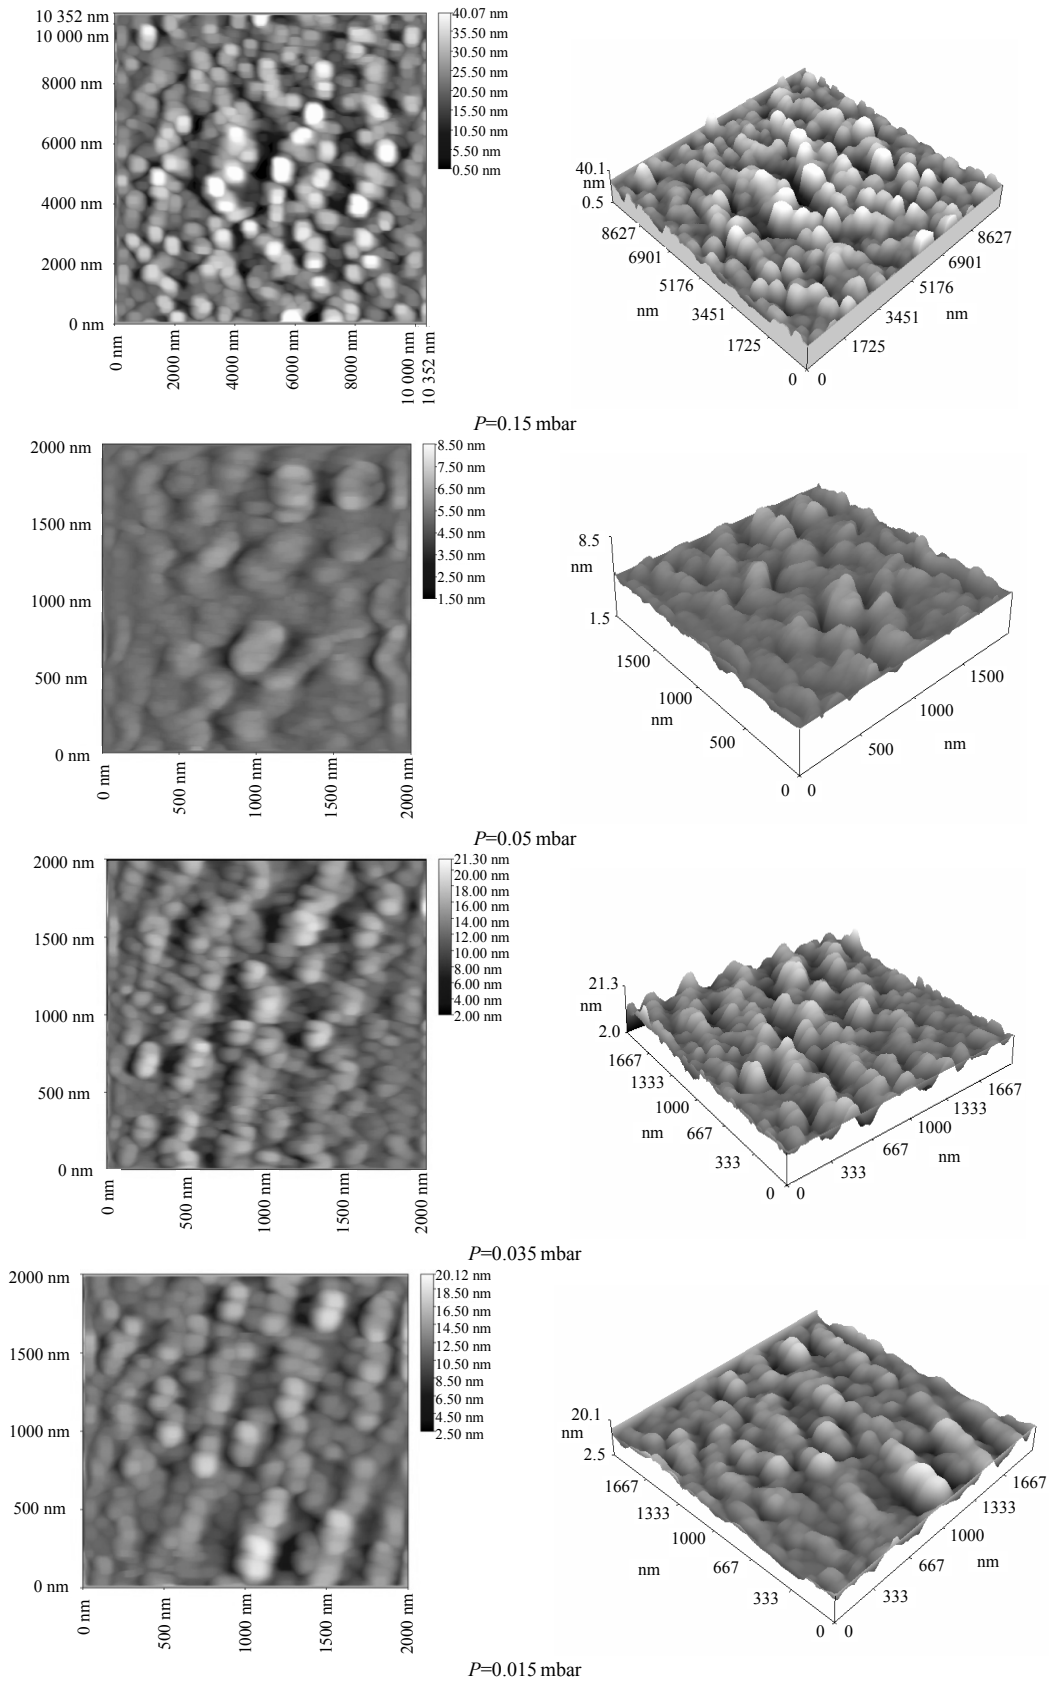 10 352 nm
10 000 nm
8000 nm
6000 nm
4000 nm
2000 nm
0 nm
0 nm
2000 nm
4000 nm
6000 nm
8000 nm
10 000 nm
10 352 nm
40.07 nm
35.50 nm
30.50 nm
25.50 nm
20.50 nm
15.50 nm
10.50 nm
5.50 nm
0.50 nm
40.1
nm
0.5
8627
6901
5176
nm
3451
1725
0
0
1725
3451
nm
5176
6901
8627
P=0.15 mbar
2000 nm
1500 nm
1000 nm
500 nm
0 nm
0 nm
500 nm
1000 nm
1500 nm
2000 nm
8.50 nm
7.50 nm
6.50 nm
5.50 nm
4.50 nm
3.50 nm
2.50 nm
1.50 nm
8.5
nm
1.5
1500
1000
nm
500
0
0
500
nm
1000
1500
P=0.05 mbar
2000 nm
1500 nm
1000 nm
500 nm
0 nm
0 nm
500 nm
1000 nm
1500 nm
2000 nm
21.30 nm
20.00 nm
18.00 nm
16.00 nm
14.00 nm
12.00 nm
10.00 nm
8.00 nm
6.00 nm
4.00 nm
2.00 nm
21.3
nm
2.0
1667
1333
1000
nm
667
333
0
0
333
667
nm
1000
1333
1667
P=0.035 mbar
2000 nm
1500 nm
1000 nm
500 nm
0 nm
0 nm
500 nm
1000 nm
1500 nm
2000 nm
20.12 nm
18.50 nm
16.50 nm
14.50 nm
12.50 nm
10.50 nm
8.50 nm
6.50 nm
4.50 nm
2.50 nm
20.1
nm
2.5
1667
1333
1000
nm
667
333
0
0
333
667
nm
1000
1333
1667
P=0.015 mbar